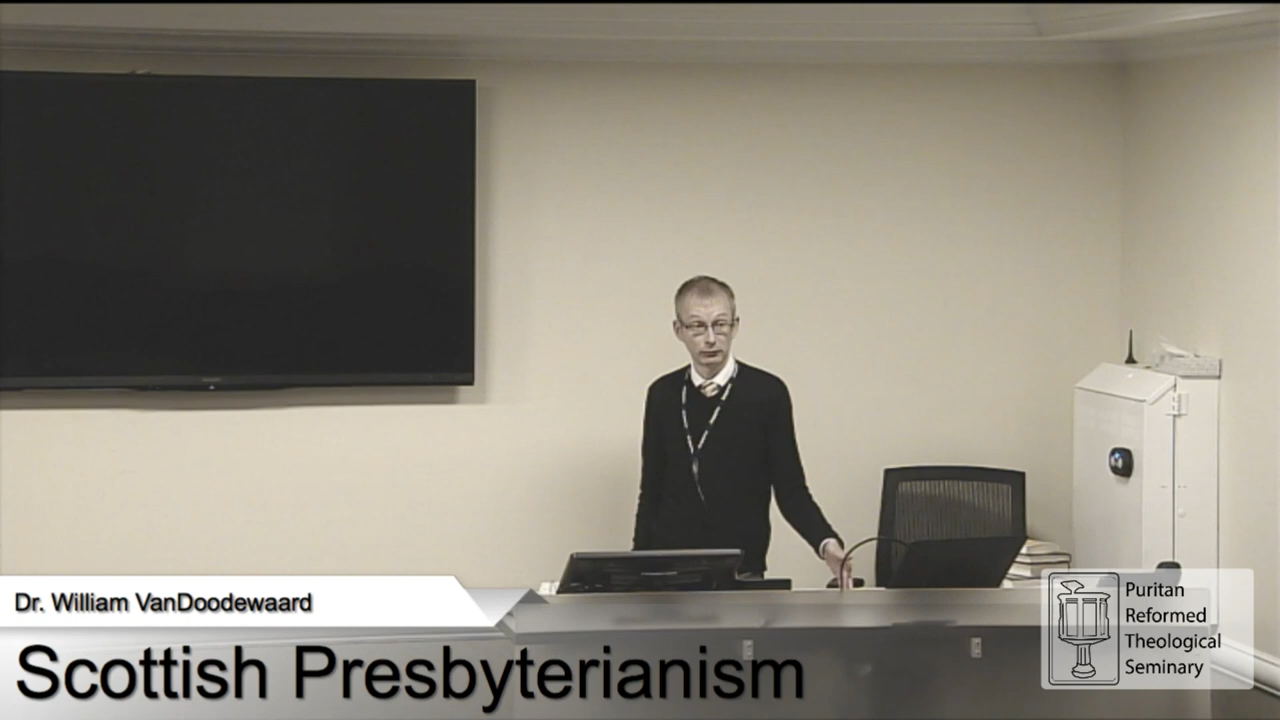 Dr. William VanDoodewaard
Scottish Presbyterianism
Puritan
Reformed
Theological
Seminary